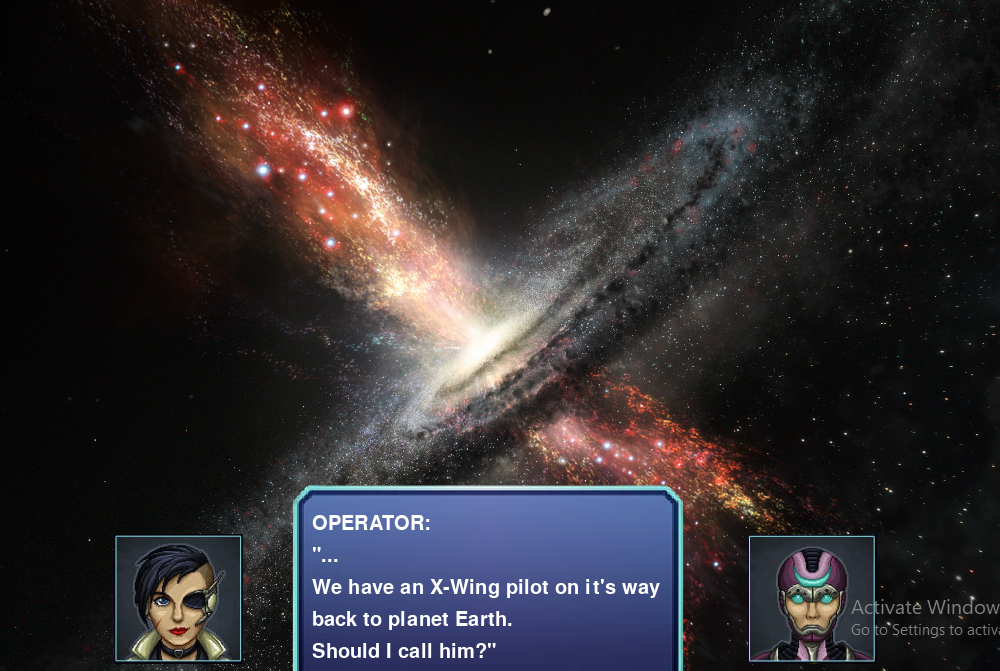 OPERATOR:
"...
We have an X-Wing pilot on it's way
back to planet Earth.
Should I call him?"
Activate Window
Go to Settings to activa